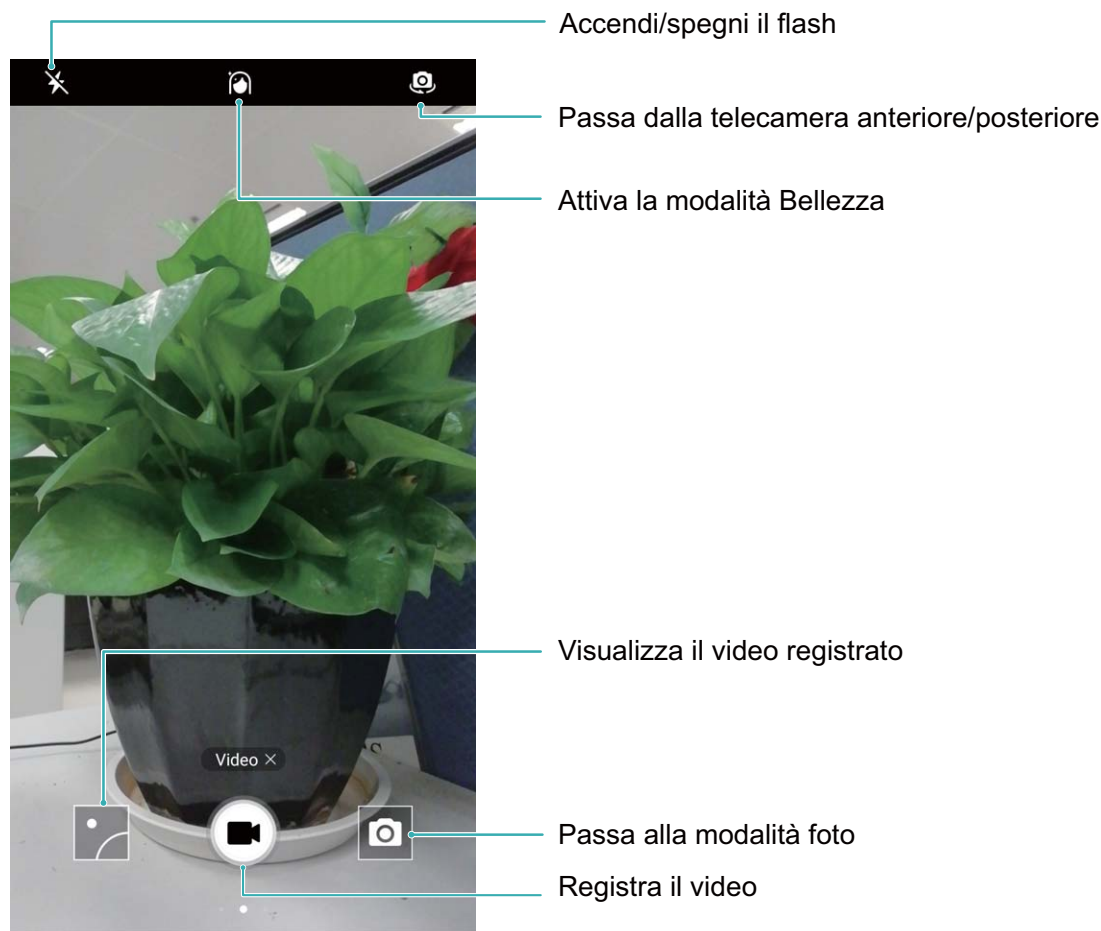 Accendi/spegni il flash
Passa dalla telecamera anteriore/posteriore
Attiva la modalità Bellezza
Visualizza il video registrato
Video ×
Passa alla modalità foto
Registra il video